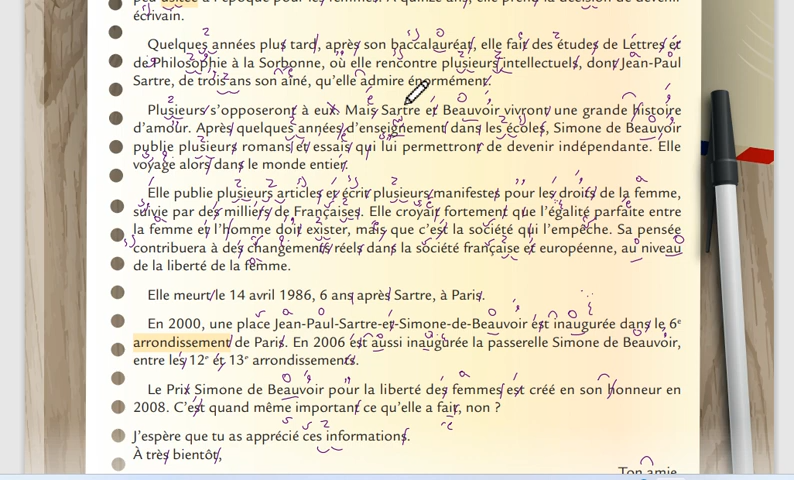 écrivain.
Quelques années plus tard, après son baccalauréat, elle fait des études de Lettres et
de Philosophie à la Sorbonne, où elle rencontre plusieurs intellectuels, dont Jean-Paul
Sartre, de trois ans son aîné, qu'elle admire énormément.
Plusieurs s'opposeront à eux. Mais Sartre et Beauvoir vivront une grande histoire
d'amour. Après quelques années d'enseignement dans les écoles, Simone de Beauvoir
publie plusieurs romans et essais qui lui permettront de devenir indépendante. Elle
voyage alors dans le monde entier.
Elle publie plusieurs articles et écrit plusieurs manifestes pour les droits de la femme,
suivie par des milliers de Françaises. Elle croyait fortement que l'égalité parfaite entre
la femme et l'homme doit exister, mais que c'est la société qui l'empêche. Sa pensée
contribuera à des changements réels dans la société française et européenne, au niveau
de la liberté de la femme.
Elle meurt le 14 avril 1986, 6 ans après Sartre, à Paris.
En 2000, une place Jean-Paul-Sartre-et-Simone-de-Beauvoir est inaugurée dans le 6e
arrondissement de Paris. En 2006 est aussi inaugurée la passerelle Simone de Beauvoir,
entre les 12e et 13e arrondissements.
Le Prix Simone de Beauvoir pour la liberté des femmes est créé en son honneur en
2008. C'est quand même important ce qu'elle a fait, non ?
J'espère que tu as apprécié ces informations.
À très bientôt,
Ton amie